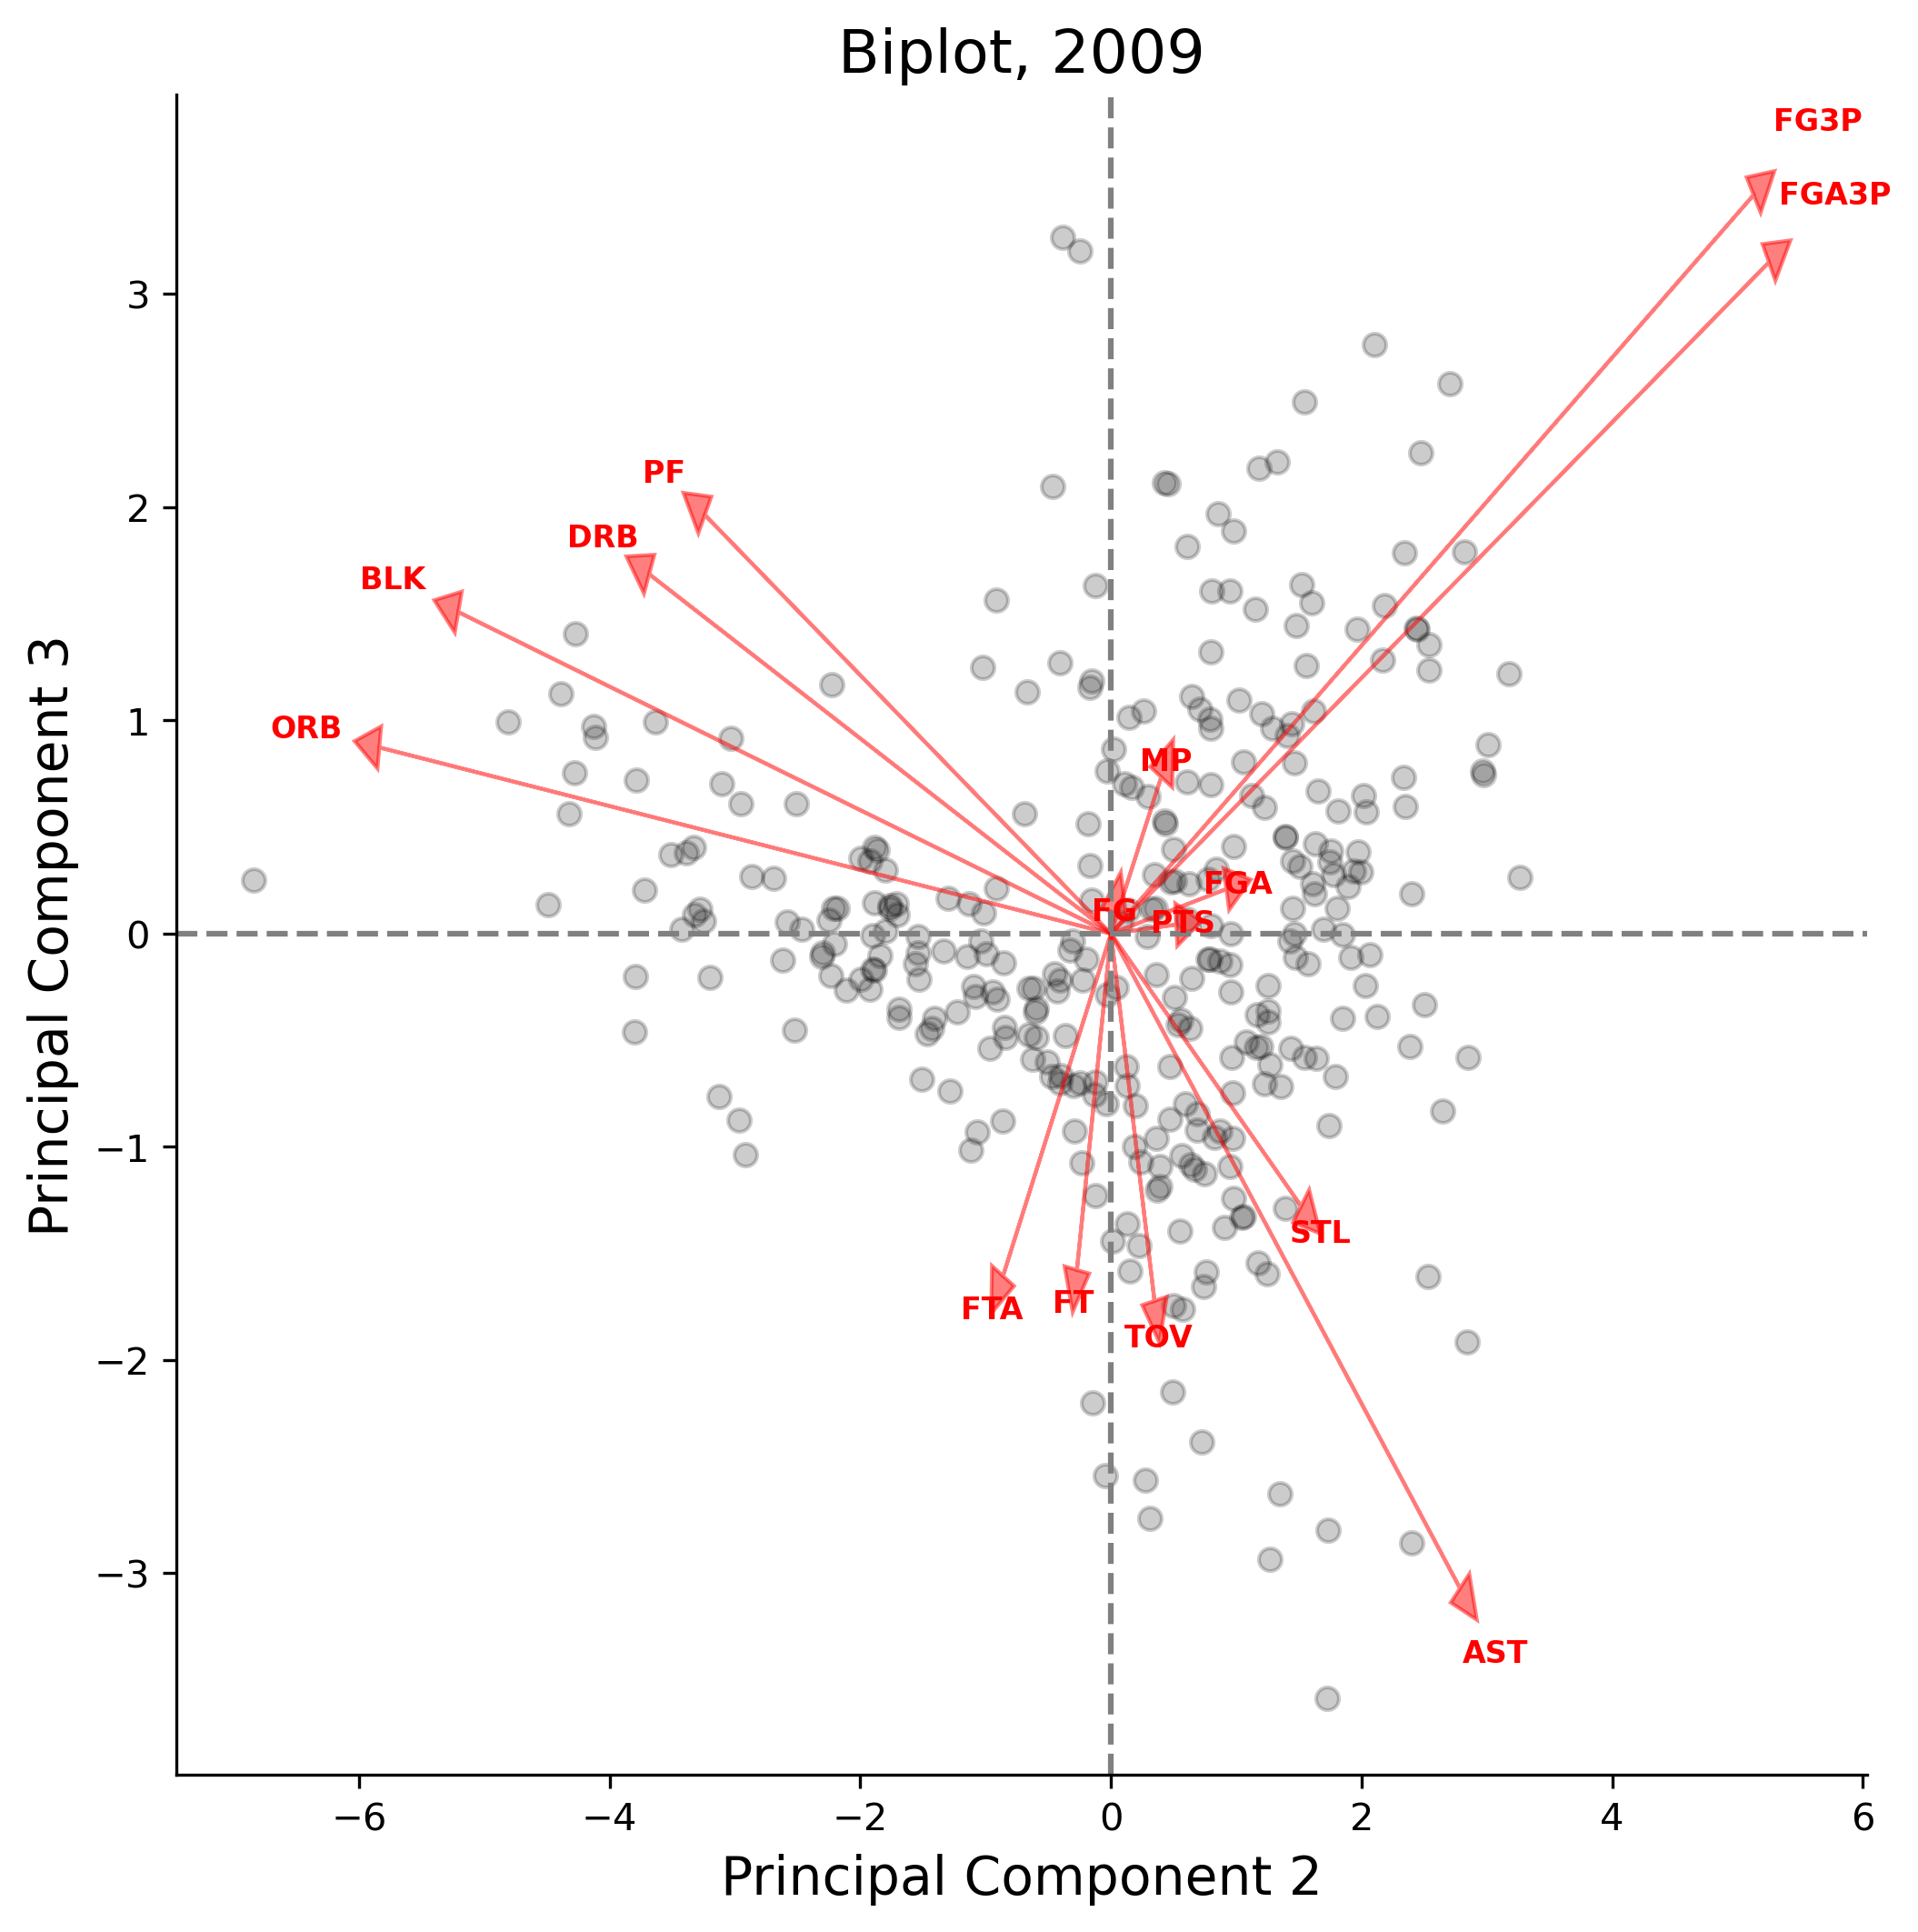 Biplot, 2009
FG3P
FGA3P
PF
DRB
BLK
ORB
MP
FGA
FG
PTS
STL
FTA
FT
TOV
AST
3
2
1
0
−1
−2
−3
Principal Component 3
−6
−4
−2
0
2
4
6
Principal Component 2